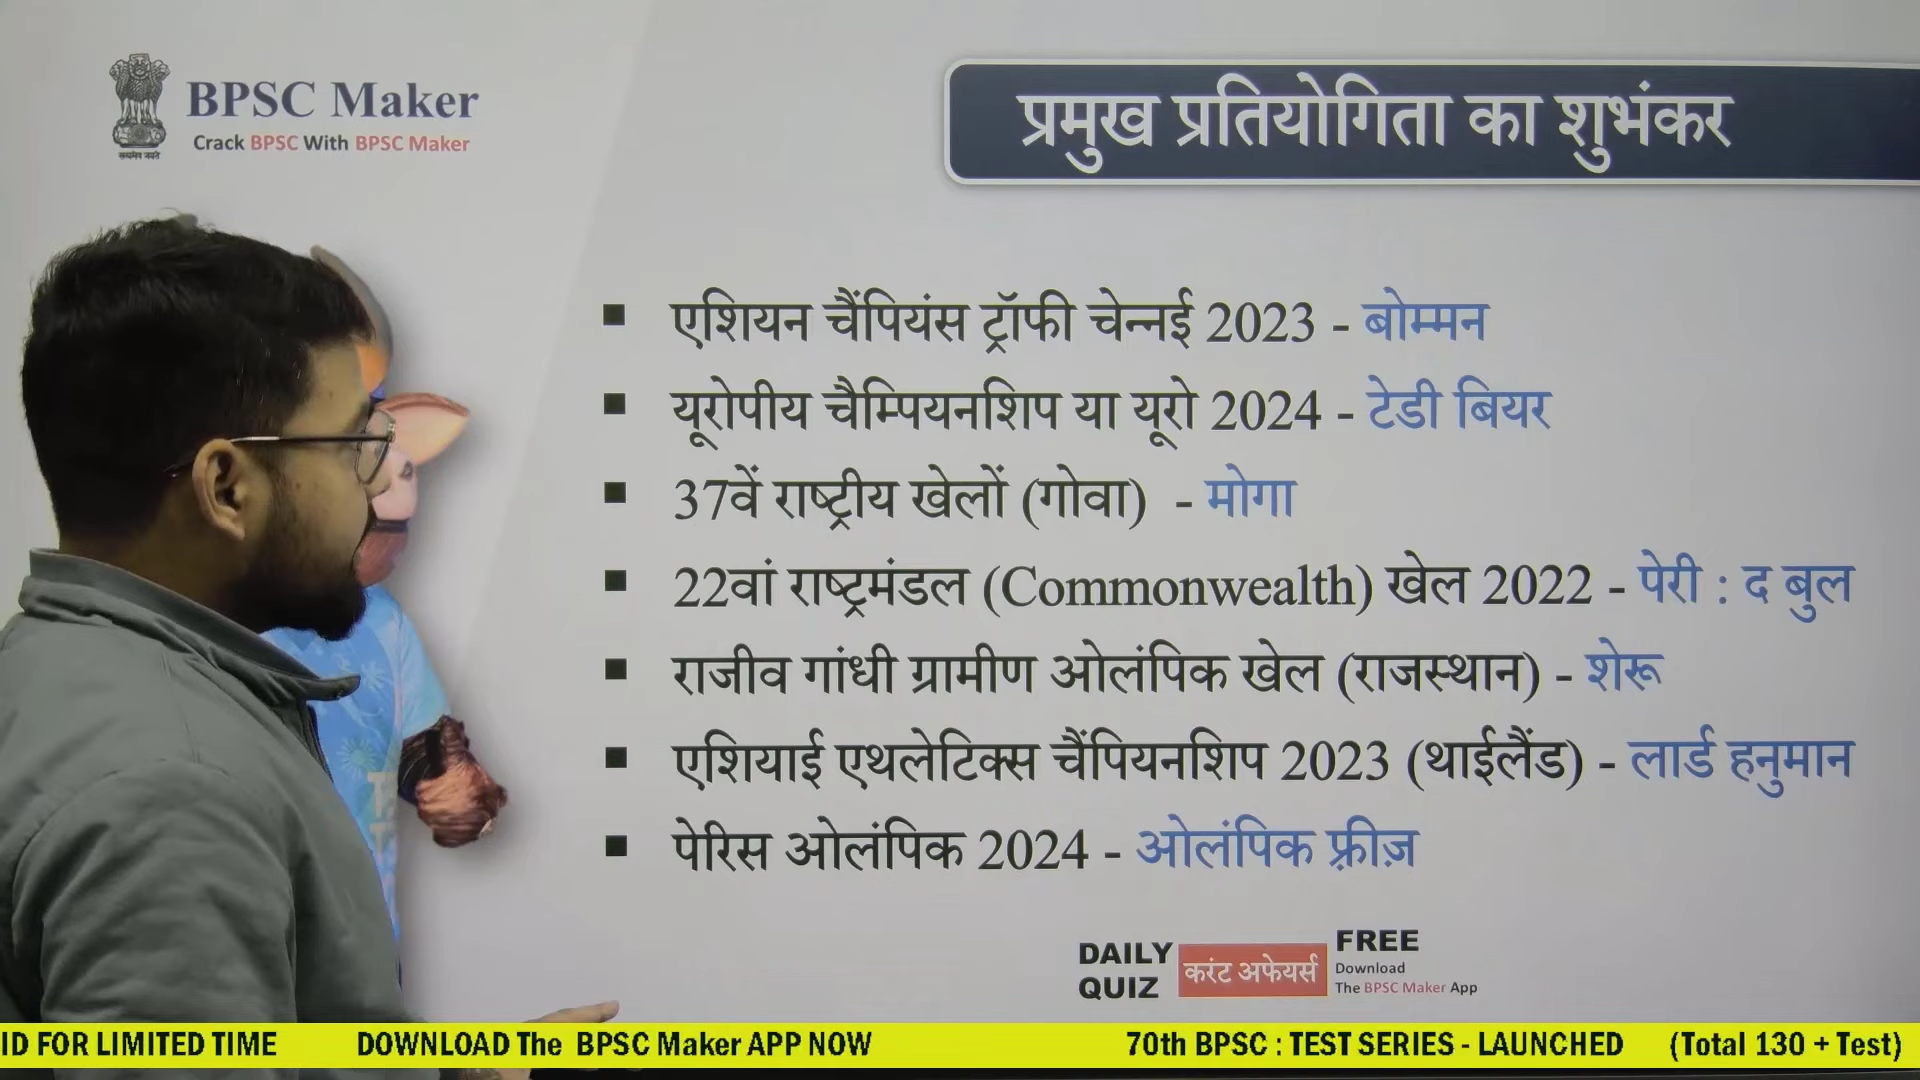 सत्यमेव जयते
BPSC Maker
Crack BPSC With BPSC Maker
प्रमुख प्रतियोगिता का शुभंकर
▪ एशियन चैंपियंस ट्रॉफी चेन्नई 2023 - बोम्मन
▪ यूरोपीय चैम्पियनशिप या यूरो 2024 - टेडी बियर
▪ 37वें राष्ट्रीय खेलों (गोवा) - मोगा
▪ 22वां राष्ट्रमंडल (Commonwealth) खेल 2022 - पेरी : द बुल
▪ राजीव गांधी ग्रामीण ओलंपिक खेल (राजस्थान) - शेरू
▪ एशियाई एथलेटिक्स चैंपियनशिप 2023 (थाईलैंड) - लार्ड हनुमान
▪ पेरिस ओलंपिक 2024 - ओलंपिक फ़्रीज़
DAILY QUIZ
करंट अफेयर्स
FREE
Download
The BPSC Maker App
ID FOR LIMITED TIME DOWNLOAD The BPSC Maker APP NOW 70th BPSC : TEST SERIES - LAUNCHED (Total 130 + Test)